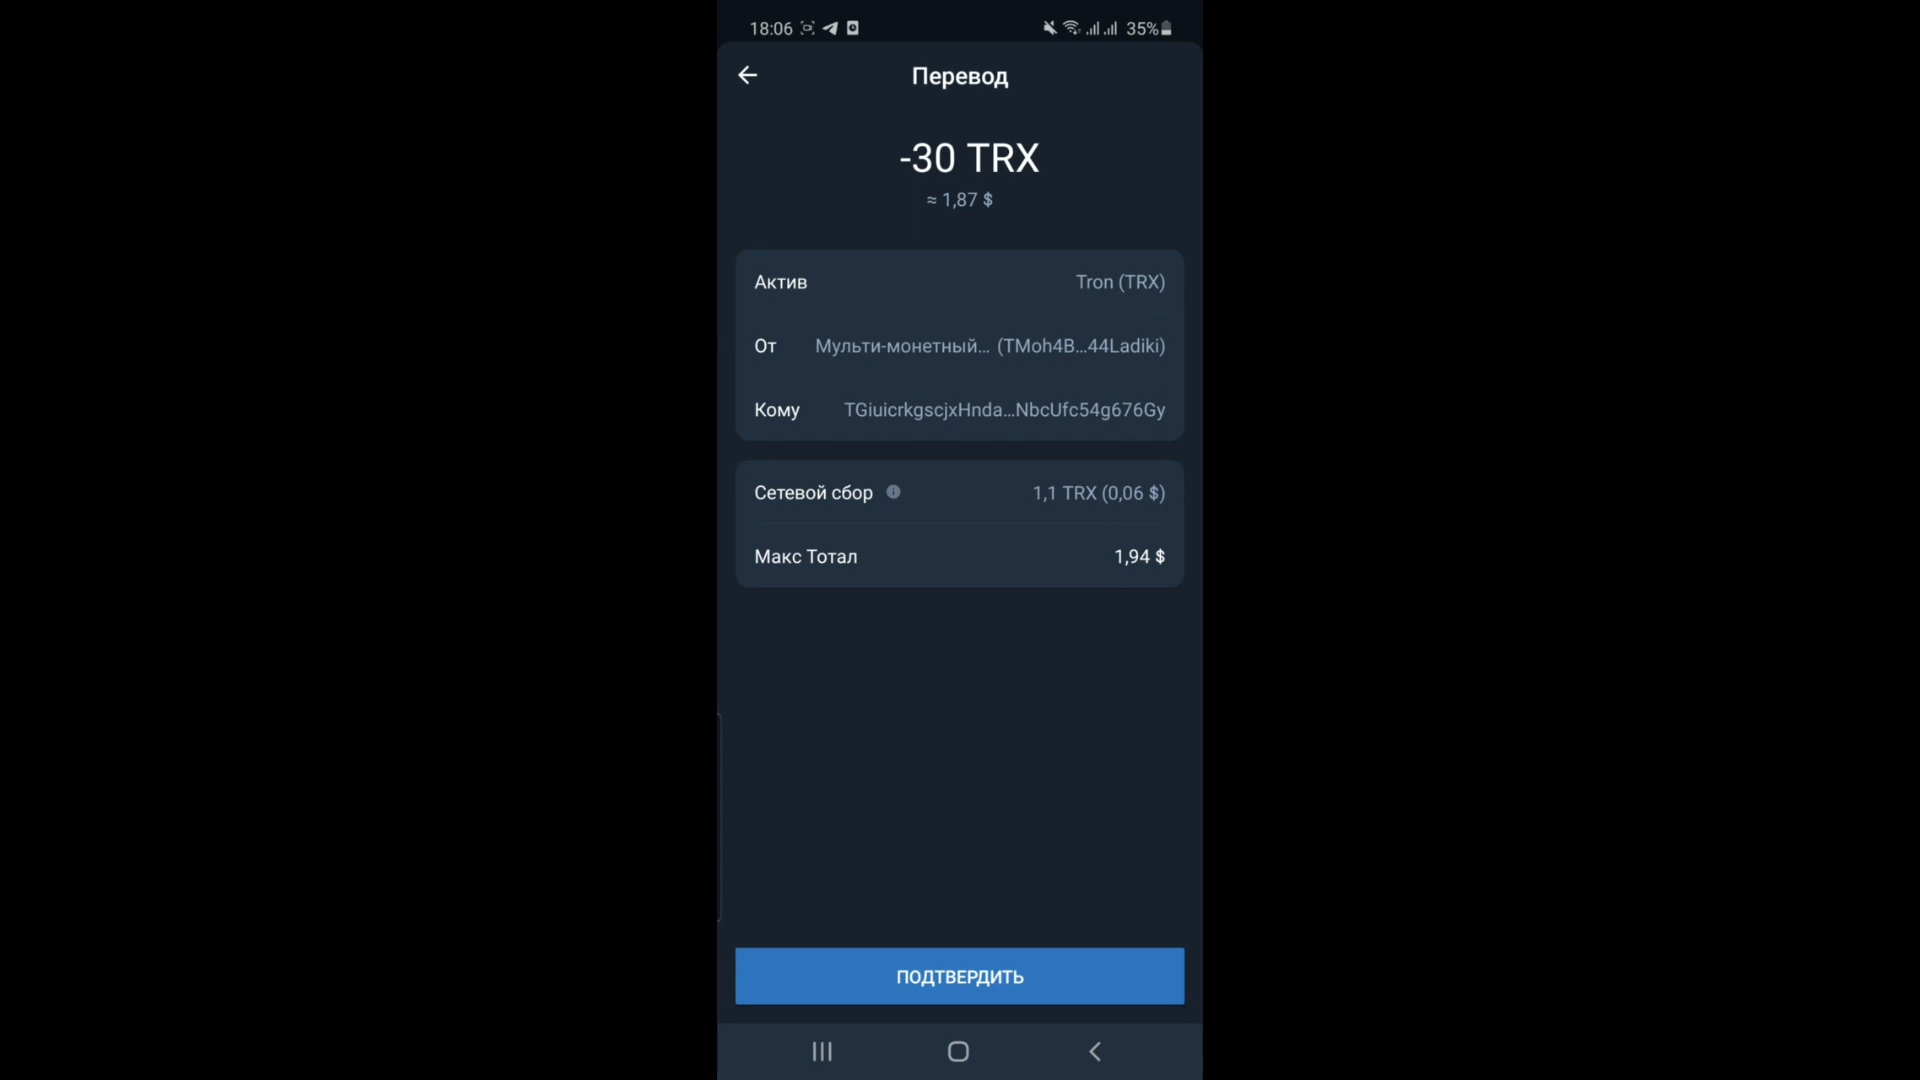 18:06 35%
Перевод
-30 TRX
≈ 1,87 $
Актив Tron (TRX)
От Мульти-монетный... (TMoh4B...44Ladiki)
Кому TGiuicrkgscjxHnda...NbcUfc54g676Gy
Сетевой сбор 1,1 TRX (0,06 $)
Макс Тотал 1,94 $
ПОДТВЕРДИТЬ